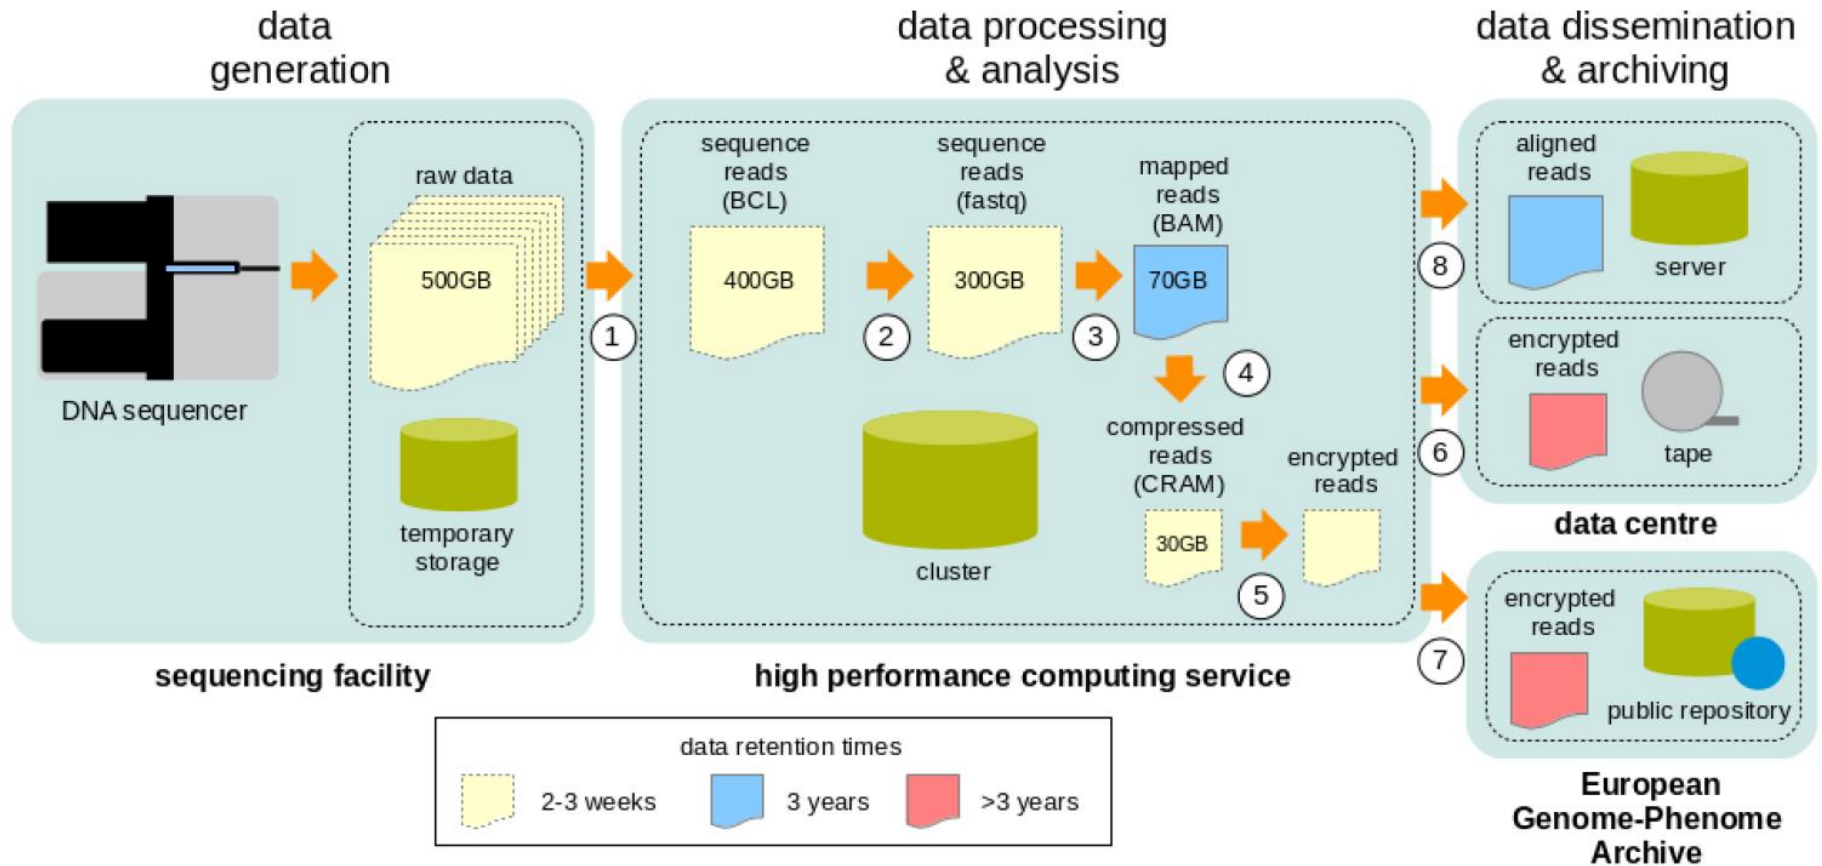 data
generation
data processing
& analysis
data dissemination
& archiving
raw data
500GB
DNA sequencer
temporary
storage
sequencing facility
1
sequence
reads
(BCL)
400GB
2
sequence
reads
(fastq)
300GB
3
mapped
reads
(BAM)
70GB
4
cluster
compressed
reads
(CRAM)
30GB
5
encrypted
reads
high performance computing service
8
aligned
reads
server
6
encrypted
reads
tape
data centre
7
encrypted
reads
public repository
European
Genome-Phenome
Archive
data retention times
2-3 weeks
3 years
>3 years